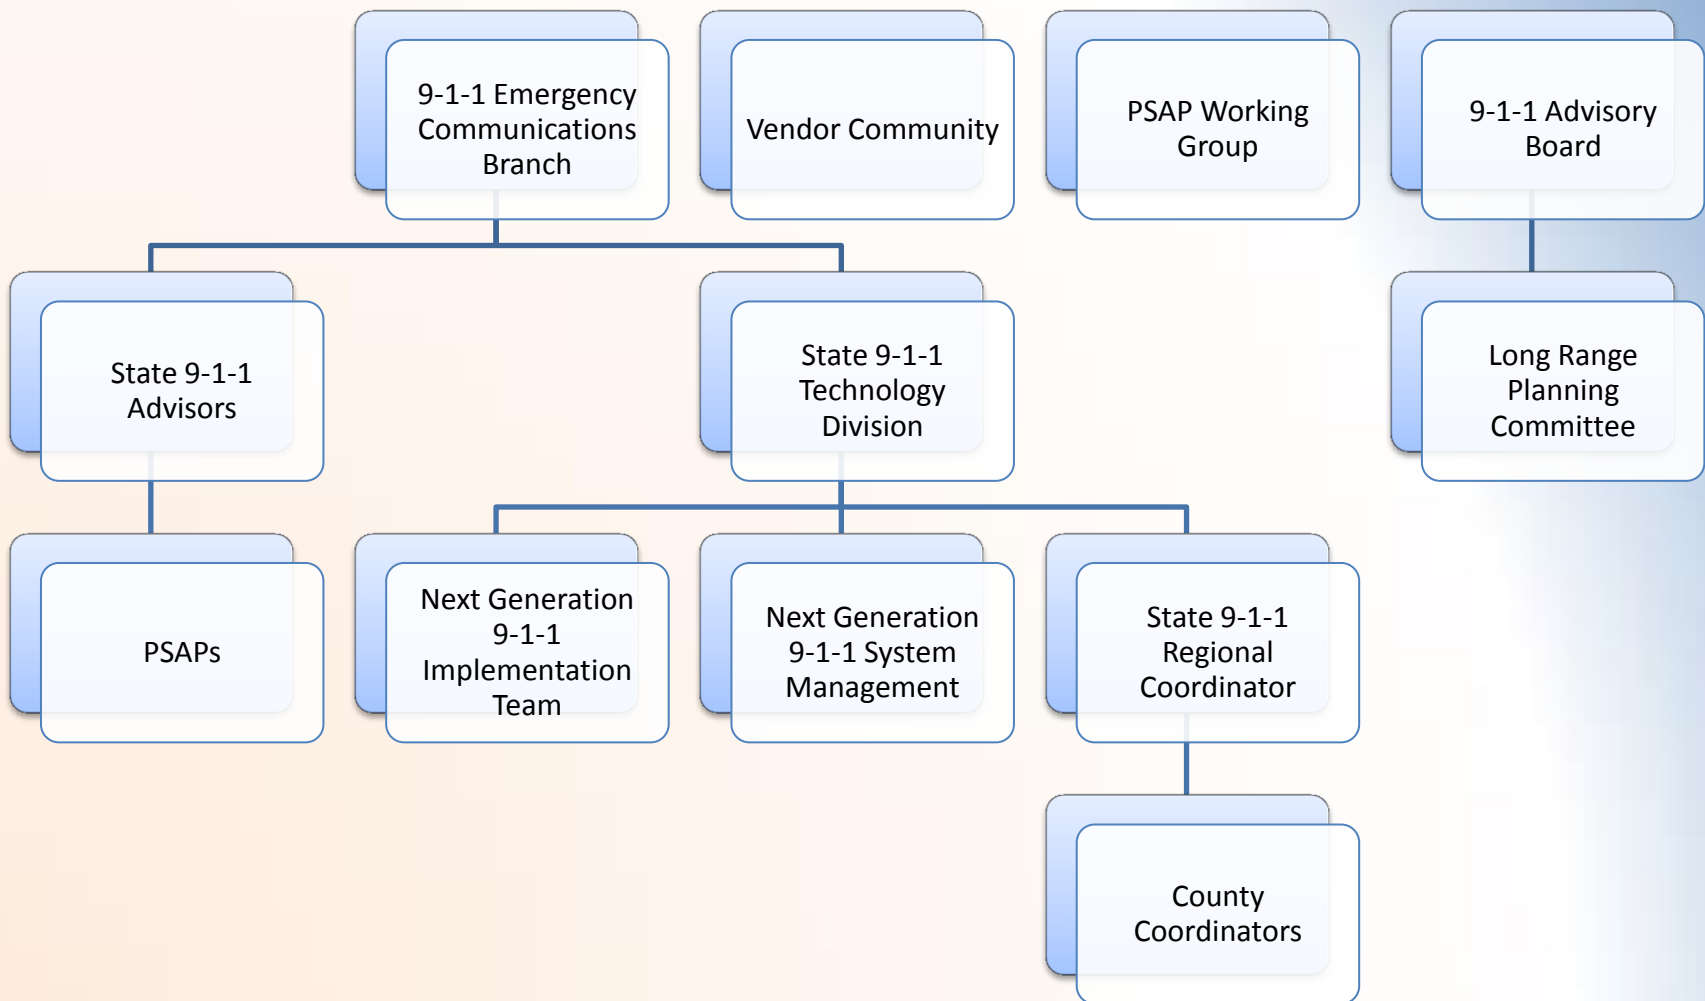 9-1-1 Emergency
Communications
Branch
Vendor Community
PSAP Working
Group
9-1-1 Advisory
Board
State 9-1-1
Advisors
State 9-1-1
Technology
Division
Long Range
Planning
Committee
PSAPs
Next Generation
9-1-1
Implementation
Team
Next Generation
9-1-1 System
Management
State 9-1-1
Regional
Coordinator
County
Coordinators